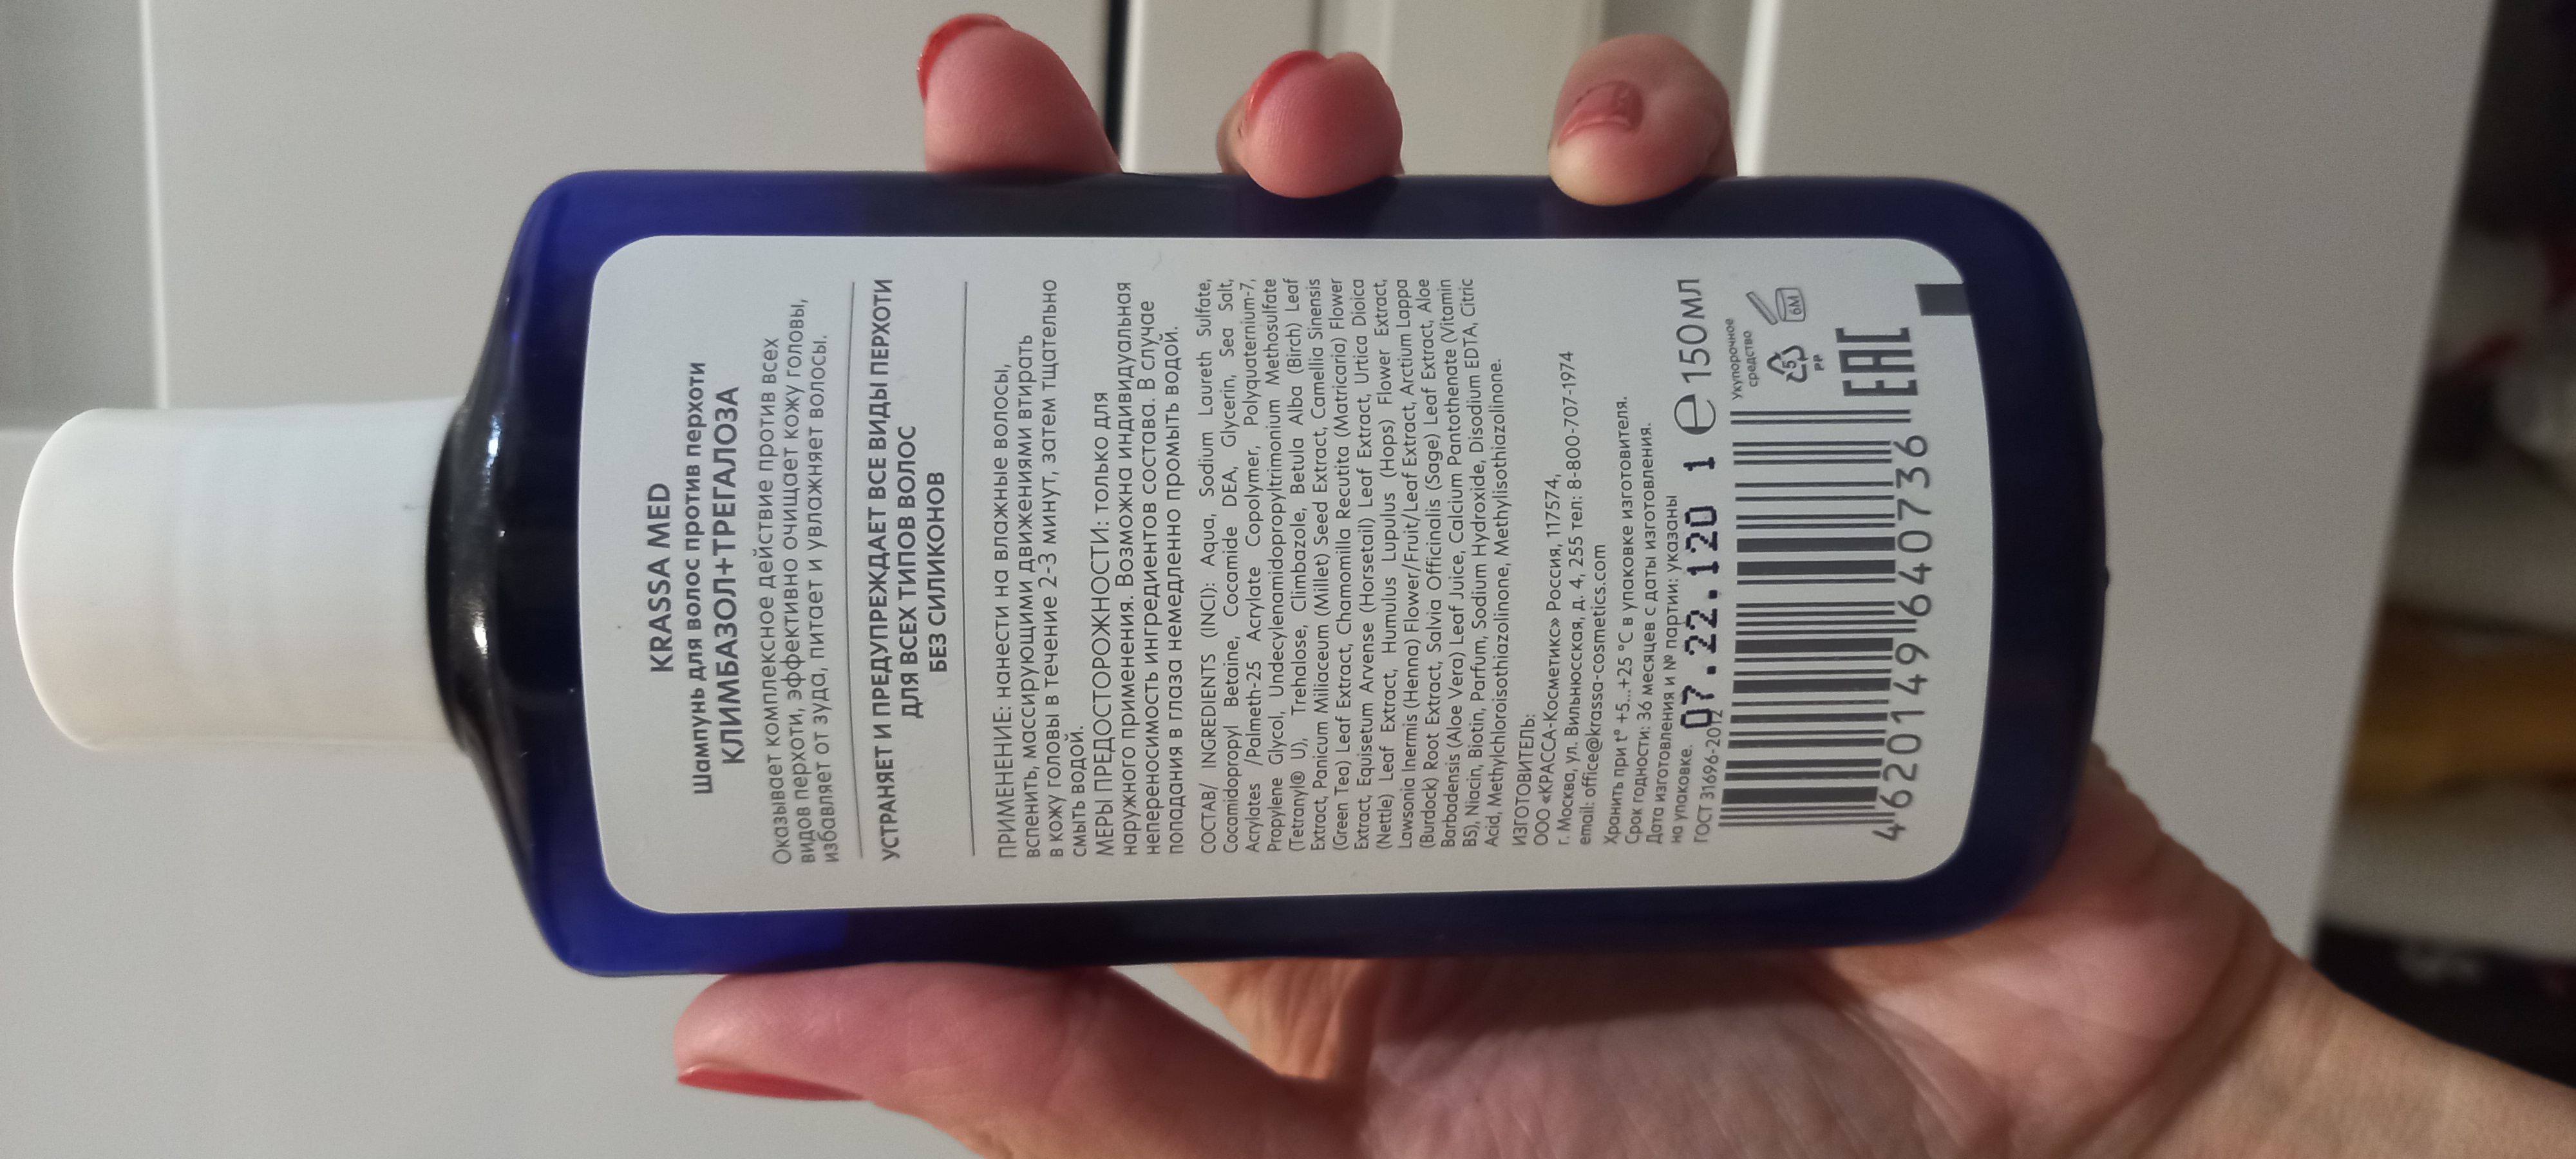 KRASSA MED
Шампунь для волос против перхоти
КЛИМБАЗОЛ+ТРЕГАЛОЗА
Оказывает комплексное действие против всех
видов перхоти, эффективно очищает кожу головы,
избавляет от зуда, питает и увлажняет волосы.
УСТРАНЯЕТ И ПРЕДУПРЕЖДАЕТ ВСЕ ВИДЫ ПЕРХОТИ
ДЛЯ ВСЕХ ТИПОВ ВОЛОС
БЕЗ СИЛИКОНОВ
ПРИМЕНЕНИЕ: нанести на влажные волосы,
вспенить, массирующими движениями втирать
в кожу головы в течение 2-3 минут, затем тщательно
смыть водой.
МЕРЫ ПРЕДОСТОРОЖНОСТИ: только для
наружного применения. Возможна индивидуальная
непереносимость ингредиентов состава. В случае
попадания в глаза немедленно промыть водой.
СОСТАВ/ INGREDIENTS (INCI): Aqua, Sodium Laureth Sulfate,
Cocamidopropyl Betaine, Cocamide DEA, Glycerin, Sea Salt,
Acrylates /Palmeth-25 Acrylate Copolymer, Polyquaternium-7,
Propylene Glycol, Undecylenamidopropyltrimonium Methosulfate
(Tetranyl® U), Trehalose, Climbazole, Betula Alba (Birch) Leaf
Extract, Panicum Miliaceum (Millet) Seed Extract, Camellia Sinensis
(Green Tea) Leaf Extract, Chamomilla Recutita (Matricaria) Flower
Extract, Equisetum Arvense (Horsetail) Leaf Extract, Urtica Dioica
(Nettle) Leaf Extract, Humulus Lupulus (Hops) Flower Extract,
Lawsonia Inermis (Henna) Flower/Fruit/Leaf Extract, Arctium Lappa
(Burdock) Root Extract, Salvia Officinalis (Sage) Leaf Extract, Aloe
Barbadensis (Aloe Vera) Leaf Juice, Calcium Pantothenate (Vitamin
B5), Niacin, Biotin, Parfum, Sodium Hydroxide, Disodium EDTA, Citric
Acid, Methylchloroisothiazolinone, Methylisothiazolinone.
ИЗГОТОВИТЕЛЬ:
ООО «КРАССА-Косметикс» Россия, 117574,
г. Москва, ул. Вильнюсская, д. 4, 255 тел: 8-800-707-1974
email: office@krassa-cosmetics.com
Хранить при t° +5...+25 °C в упаковке изготовителя.
Срок годности: 36 месяцев с даты изготовления.
Дата изготовления и № партии: указаны
на упаковке.
07.22.120 1
ГОСТ 31696-2012
e 150мл
Укупорочное
средство
5
PP
6M
EAC
4 620149 640736